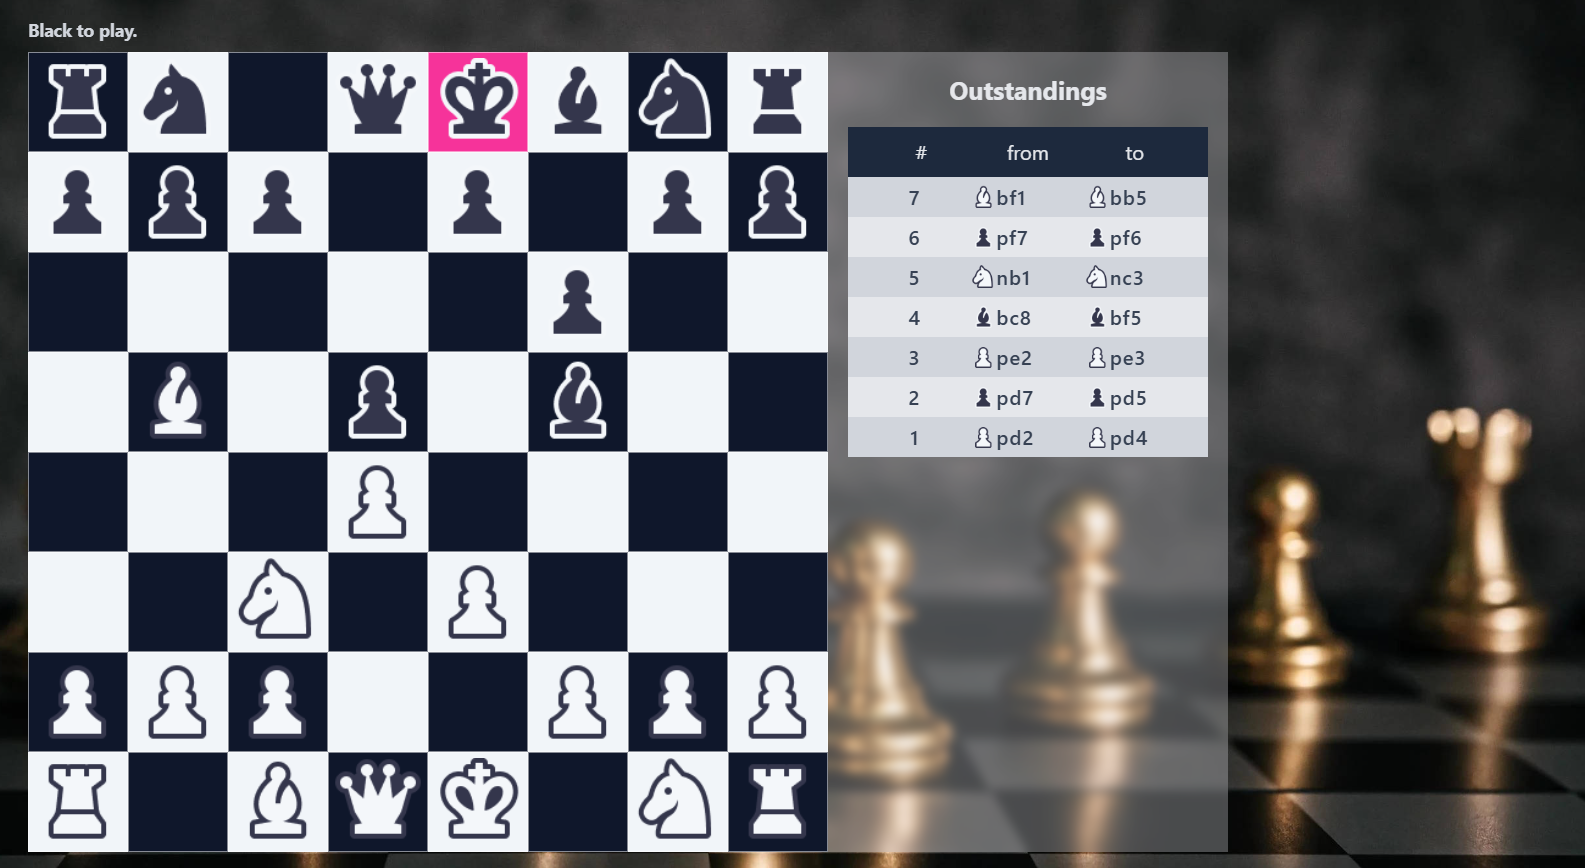 Black to play.
Outstandings
# from to
7 bf1 bb5
6 pf7 pf6
5 nb1 nc3
4 bc8 bf5
3 pe2 pe3
2 pd7 pd5
1 pd2 pd4